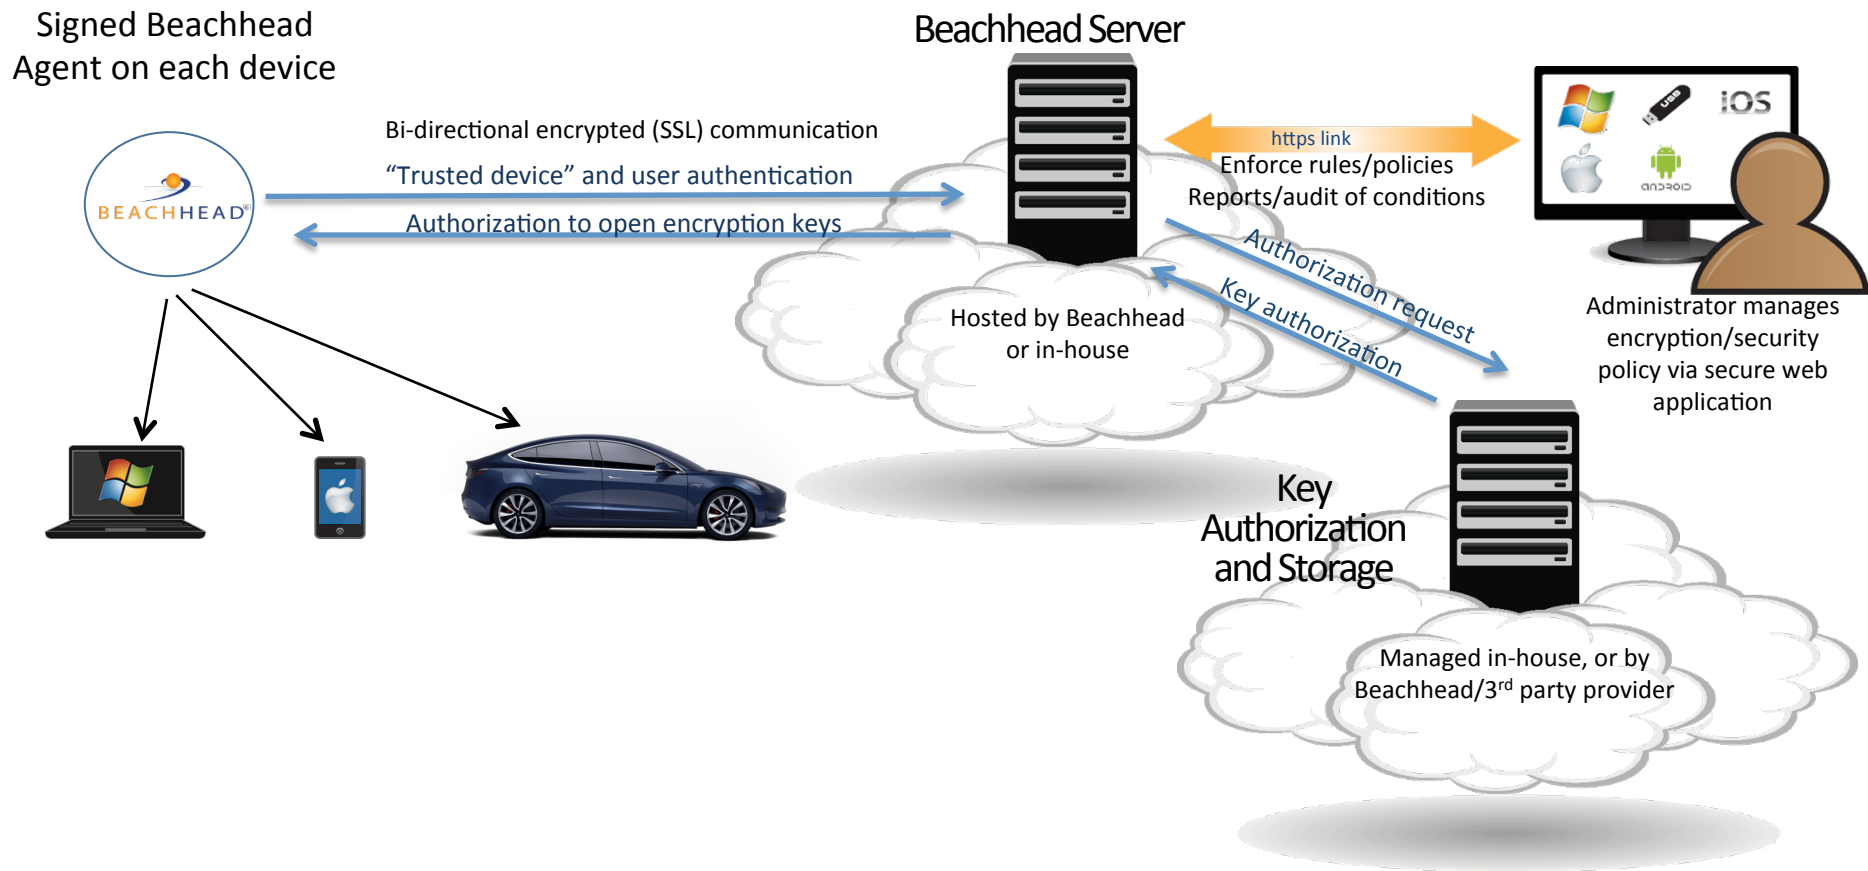 Signed Beachhead
Agent on each device
BEACHHEAD®
Bi-directional encrypted (SSL) communication
“Trusted device” and user authentication
Authorization to open encryption keys
Beachhead Server
Hosted by Beachhead
or in-house
https link
Enforce rules/policies
Reports/audit of conditions
Authorization request
Key authorization
USB
iOS
ANDROID
Administrator manages
encryption/security
policy via secure web
application
Key
Authorization
and Storage
Managed in-house, or by
Beachhead/3rd party provider